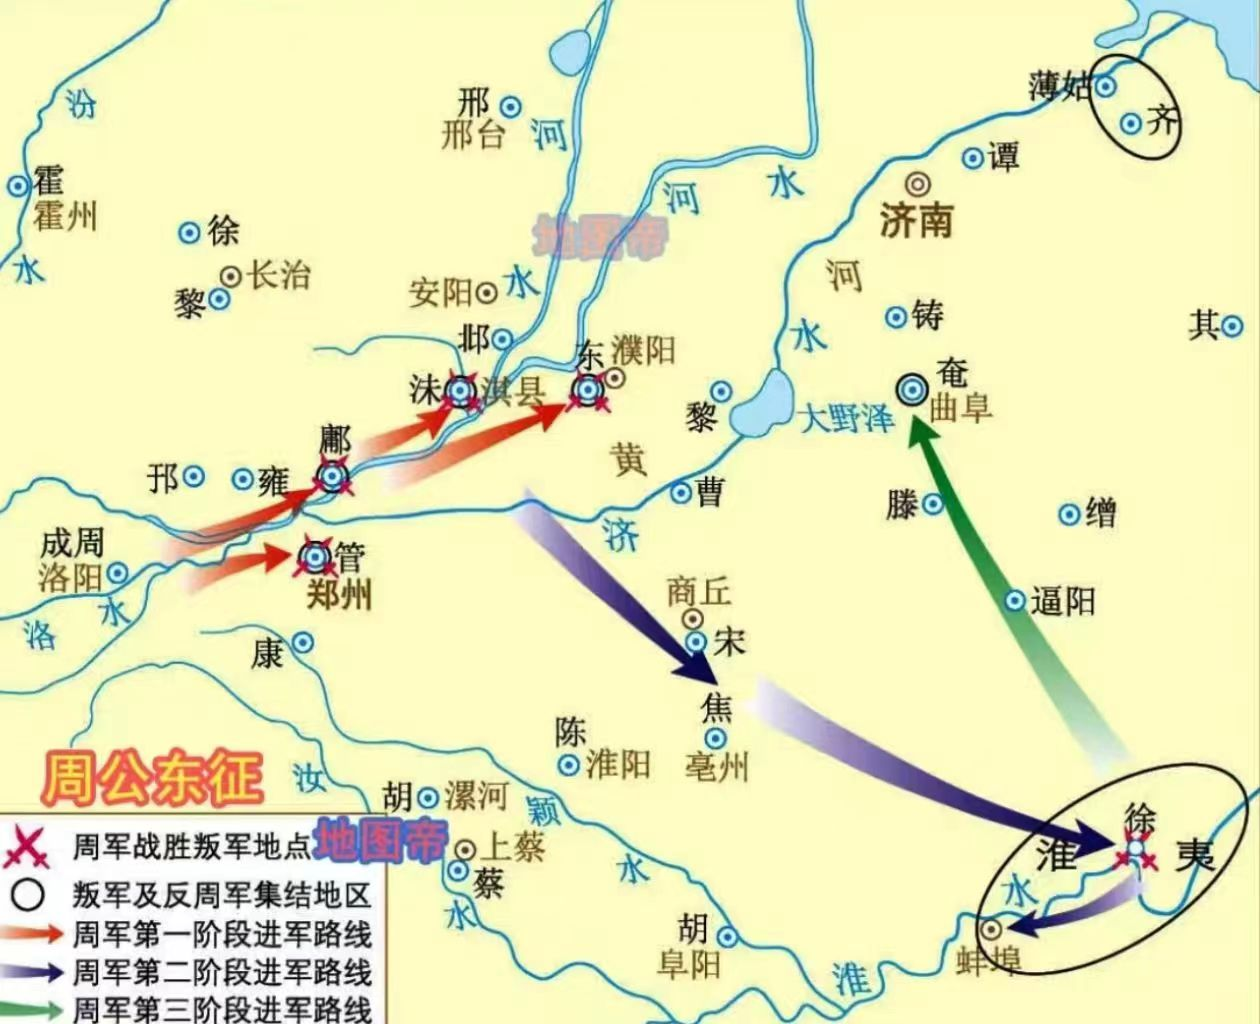 汾
薄姑
邢
齐
邢台
河
谭
霍
霍州
河
水
济南
徐
地图帝
水
长治
河
黎
安阳
水
铸
其
水
邶
东
濮阳
沬
淇县
奄
曲阜
黎
大野泽
鄘
黄
邘
雍
曹
滕
缯
成周
洛阳
管
郑州
济
商丘
逼阳
水
洛
宋
康
焦
陈
淮阳
亳州
周公东征
汝
胡
漯河
颍
徐
地图帝
上蔡
淮
夷
水
蔡
水
水
胡
阜阳
蚌埠
淮
周军战胜叛军地点
叛军及反周军集结地区
周军第一阶段进军路线
周军第二阶段进军路线
周军第三阶段进军路线